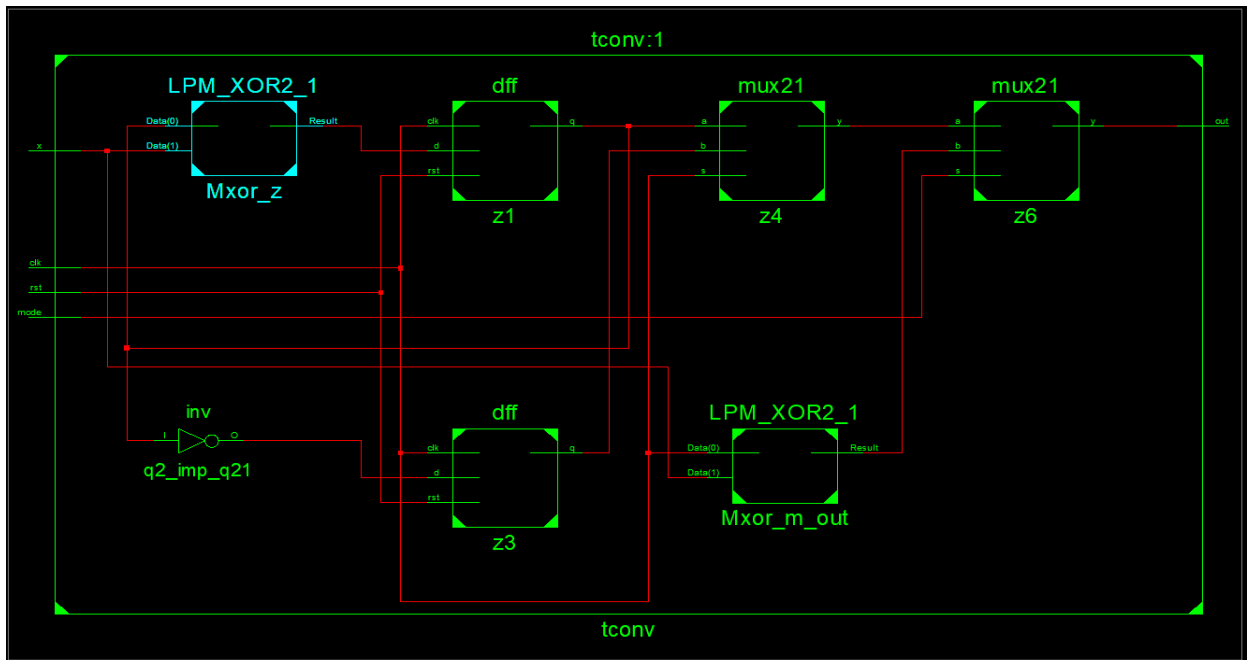 tconv:1
LPM_XOR2_1
dff
mux21
mux21
Data(0)
Result
clk
q
a
y
a
y
out
x
Data(1)
d
b
b
rst
s
s
Mxor_z
z1
z4
z6
clk
rst
mode
inv
dff
LPM_XOR2_1
I
O
clk
q
Data(0)
Result
q2_imp_q21
d
Data(1)
rst
z3
Mxor_m_out
tconv